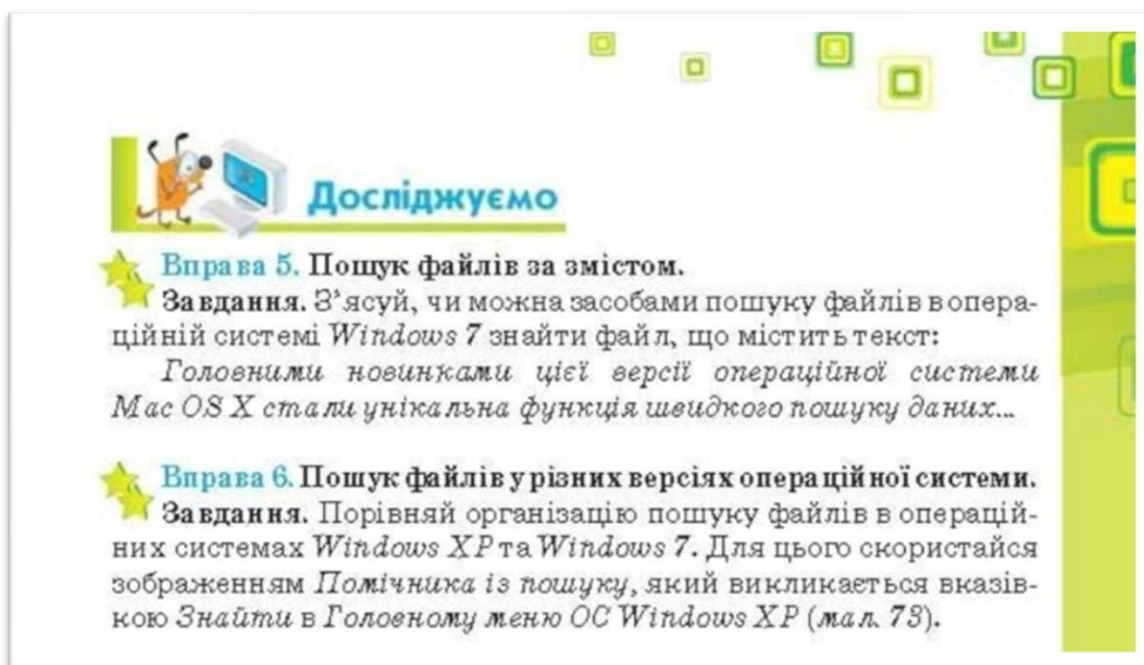 Досліджуємо
Вправа 5. Пошук файлів за змістом.
Завдання. З’ясуй, чи можна засобами пошуку файлів в опера-
ційній системі Windows 7 знайти файл, що містить текст:
Головними новинками цієї версії операційної системи
Mac OS X стали унікальна функція швидкого пошуку даних...
Вправа 6. Пошук файлів у різних версіях операційної системи.
Завдання. Порівняй організацію пошуку файлів в операцій-
них системах Windows XP та Windows 7. Для цього скористайся
зображенням Помічника із пошуку, який викликається вказів-
кою Знайти в Головному меню ОС Windows XP (мал. 73).